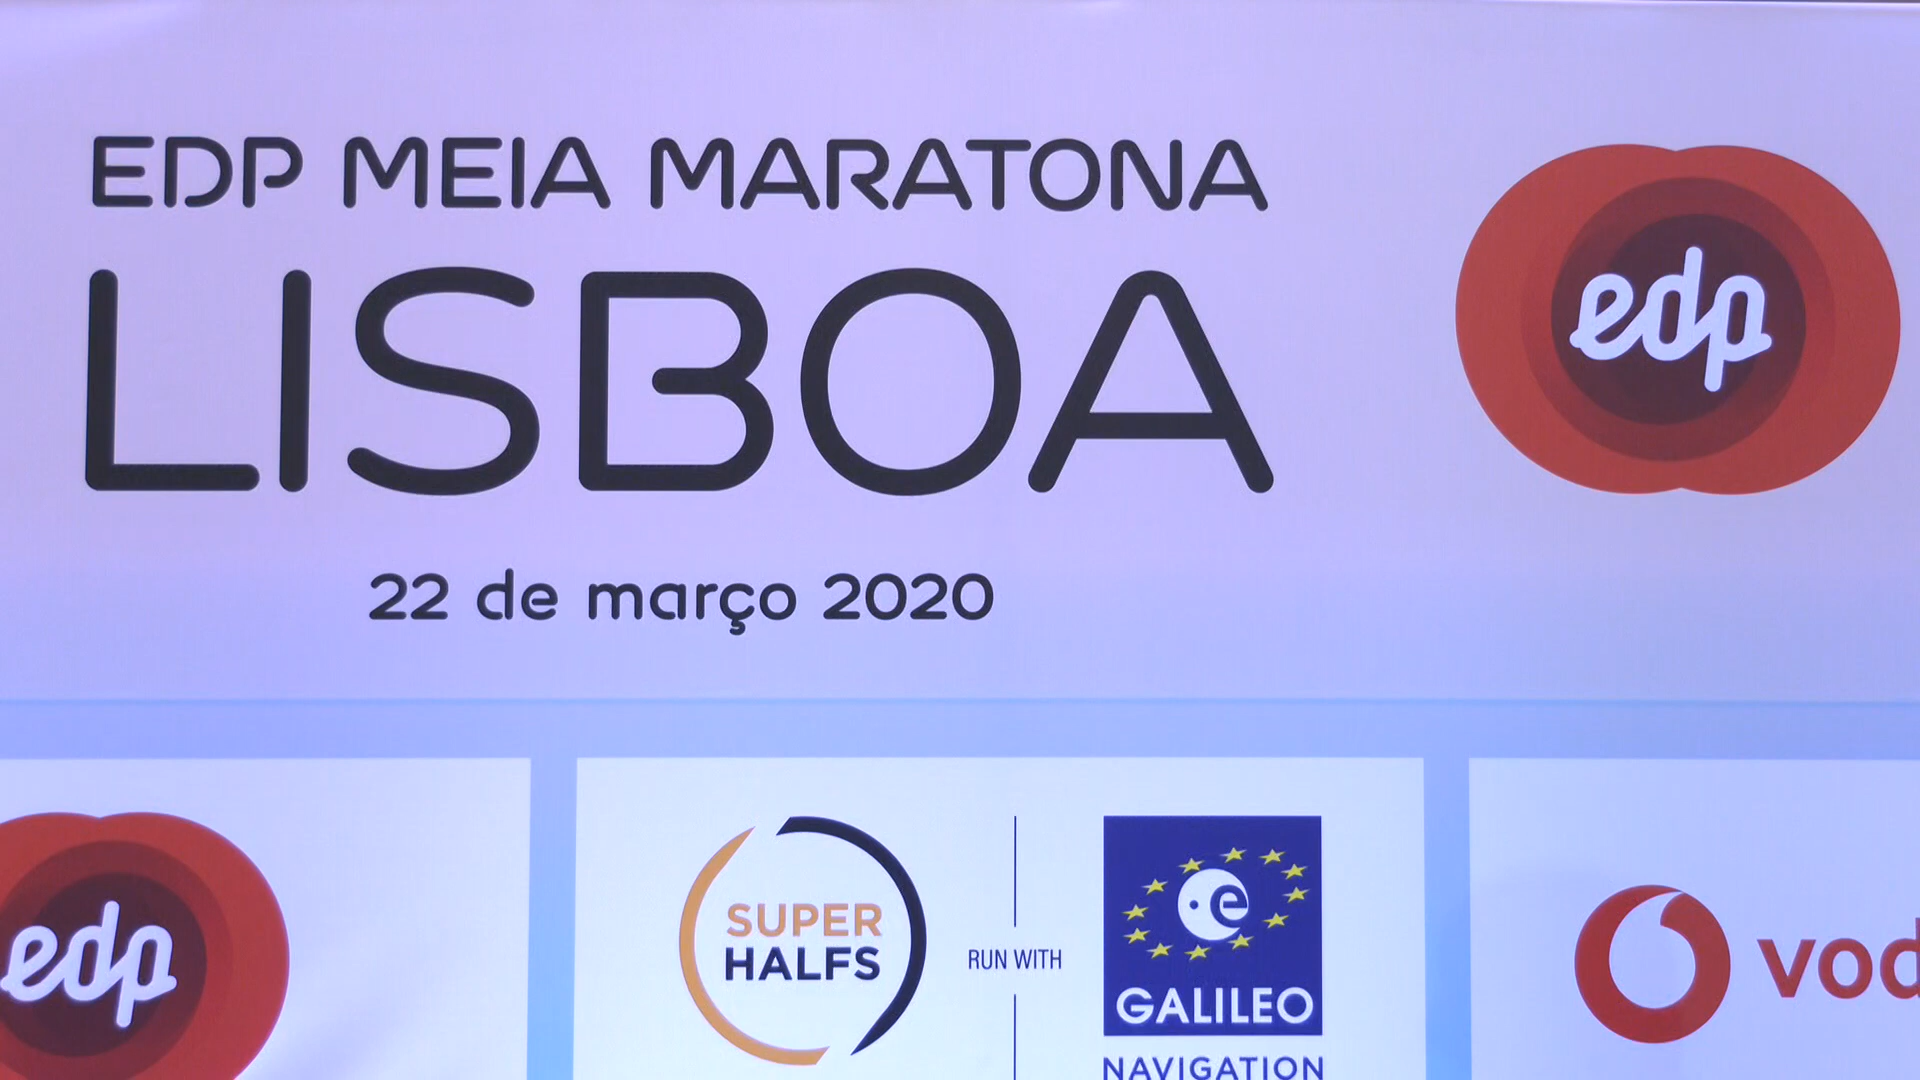 EDP MEIA MARATONA
LISBOA
edp
22 de março 2020
edp
SUPER
HALFS
RUN WITH
e
GALILEO
NAVIGATION
vod